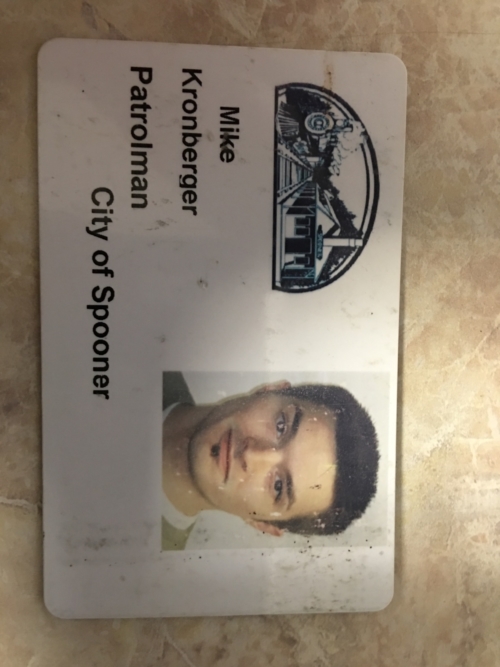 Mike
Kronberger
Patrolman
City of Spooner